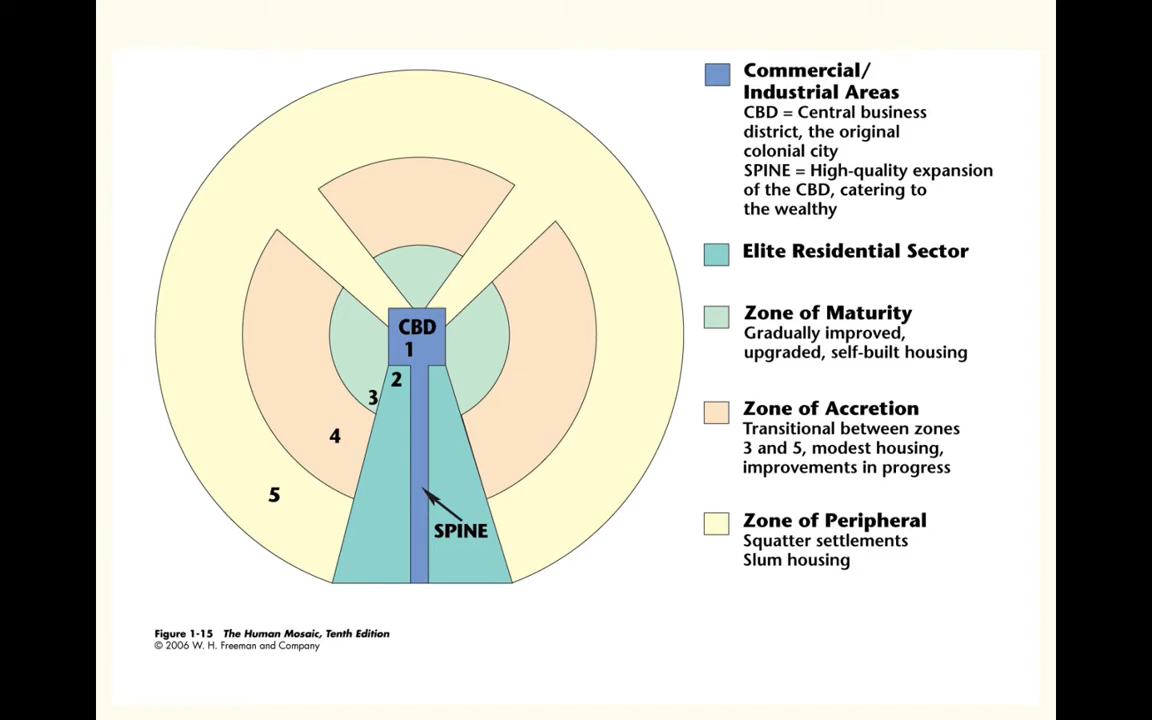 Commercial/
Industrial Areas
CBD = Central business
district, the original
colonial city
SPINE = High-quality expansion
of the CBD, catering to
the wealthy
Elite Residential Sector
Zone of Maturity
Gradually improved,
upgraded, self-built housing
Zone of Accretion
Transitional between zones
3 and 5, modest housing,
improvements in progress
Zone of Peripheral
Squatter settlements
Slum housing
CBD
1
2
3
4
5
SPINE
Figure 1-15 The Human Mosaic, Tenth Edition
© 2006 W. H. Freeman and Company